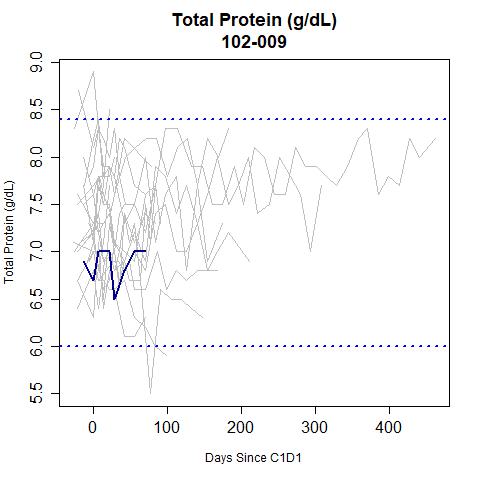 Total Protein (g/dL)
102-009
Total Protein (g/dL)
9.0
8.5
8.0
7.5
7.0
6.5
6.0
5.5
0 100 200 300 400
Days Since C1D1